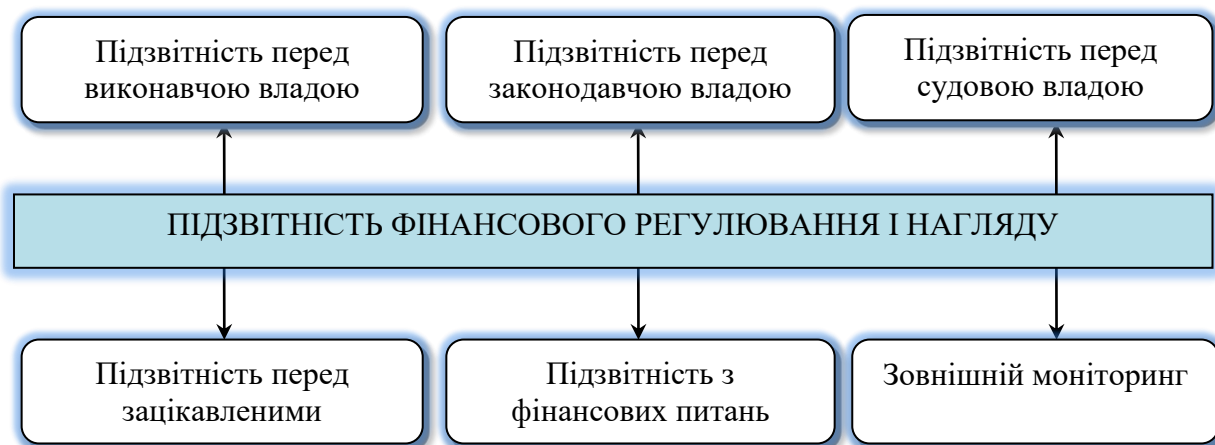 Підзвітність перед
виконавчою владою
Підзвітність перед
законодавчою владою
Підзвітність перед
судовою владою
ПІДЗВІТНІСТЬ ФІНАНСОВОГО РЕГУЛЮВАННЯ І НАГЛЯДУ
Підзвітність перед
зацікавленими
Підзвітність з
фінансових питань
Зовнішній моніторинг